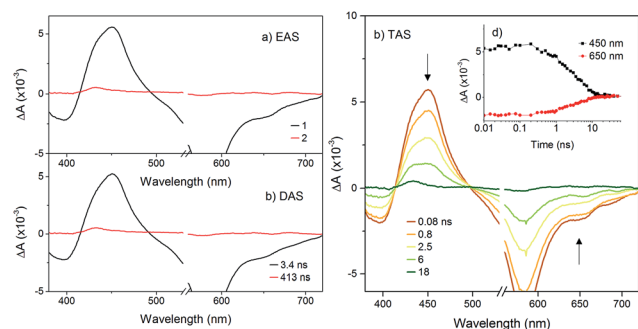 a) EAS
5
0
-5
ΔA (x10⁻³)
1
2
400
500
600
700
Wavelength (nm)
b) DAS
5
0
-5
ΔA (x10⁻³)
3.4 ns
413 ns
400
500
600
700
Wavelength (nm)
b) TAS
10
5
0
-5
ΔA (x10⁻³)
0.08 ns
0.8
2.5
6
18
400
450
500
600
650
700
Wavelength (nm)
d)
450 nm
650 nm
5
0
ΔA (x10⁻³)
0.01
0.1
1
10
Time (ns)